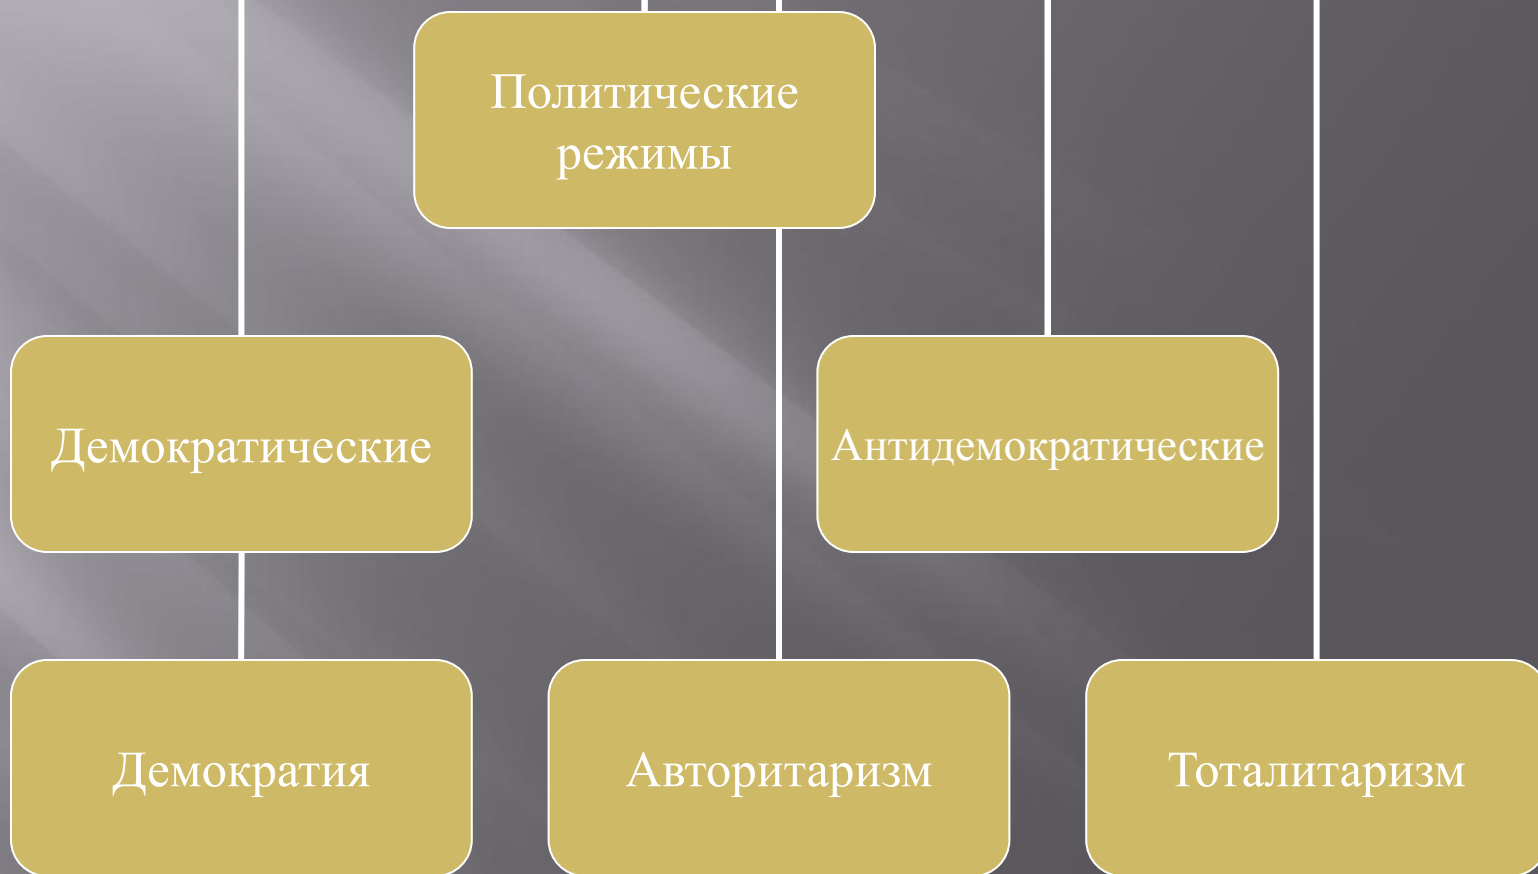 Политические
режимы
Демократические
Антидемократические
Демократия
Авторитаризм
Тоталитаризм